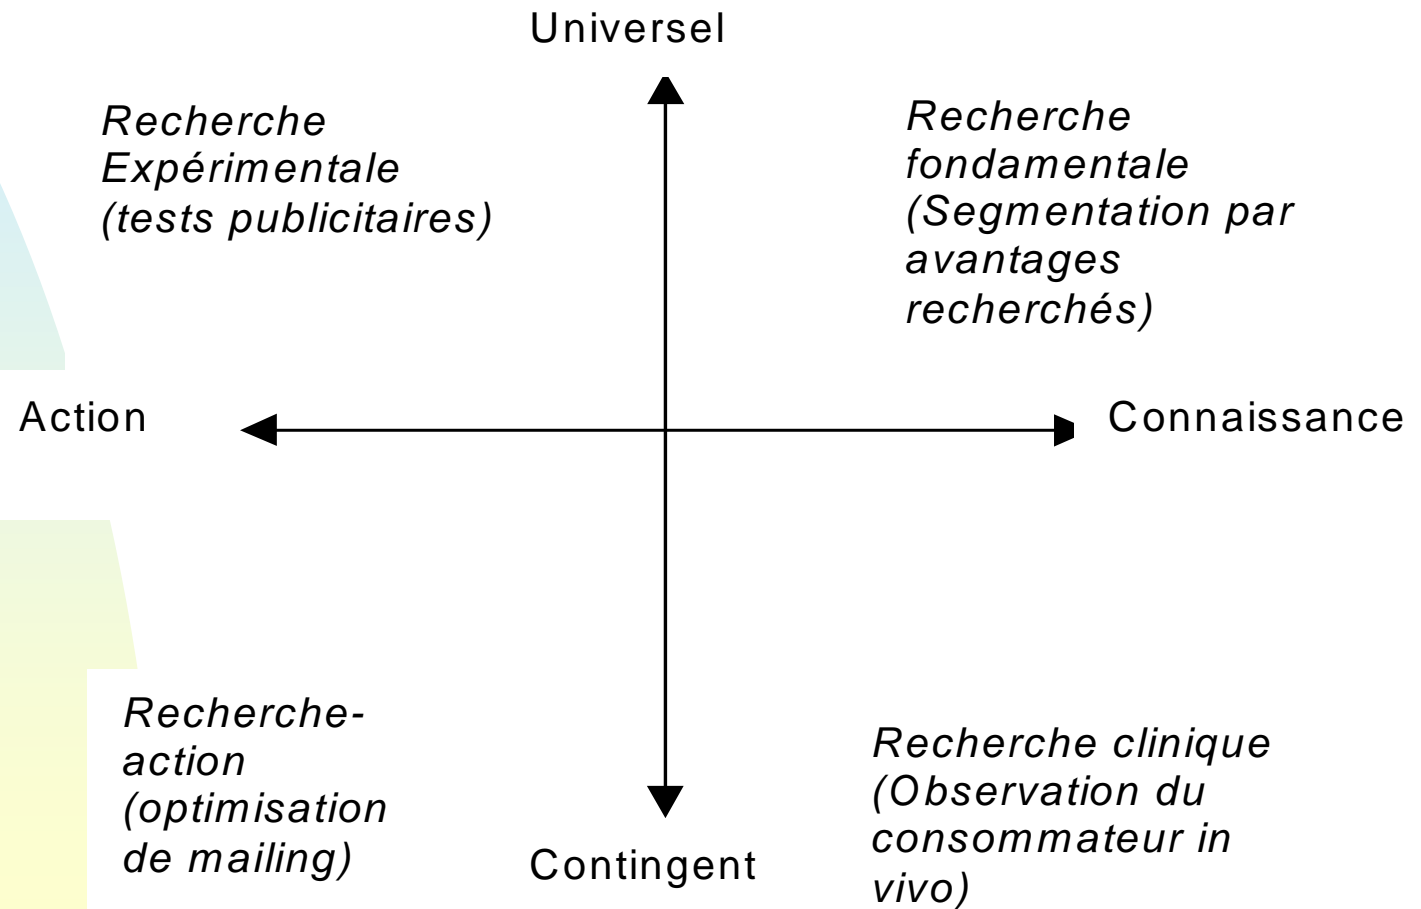 Universel
Recherche
Expérimentale
(tests publicitaires)
Recherche
fondamentale
(Segmentation par
avantages
recherchés)
Action
Connaissance
Recherche-
action
(optimisation
de mailing)
Contingent
Recherche clinique
(Observation du
consommateur in
vivo)